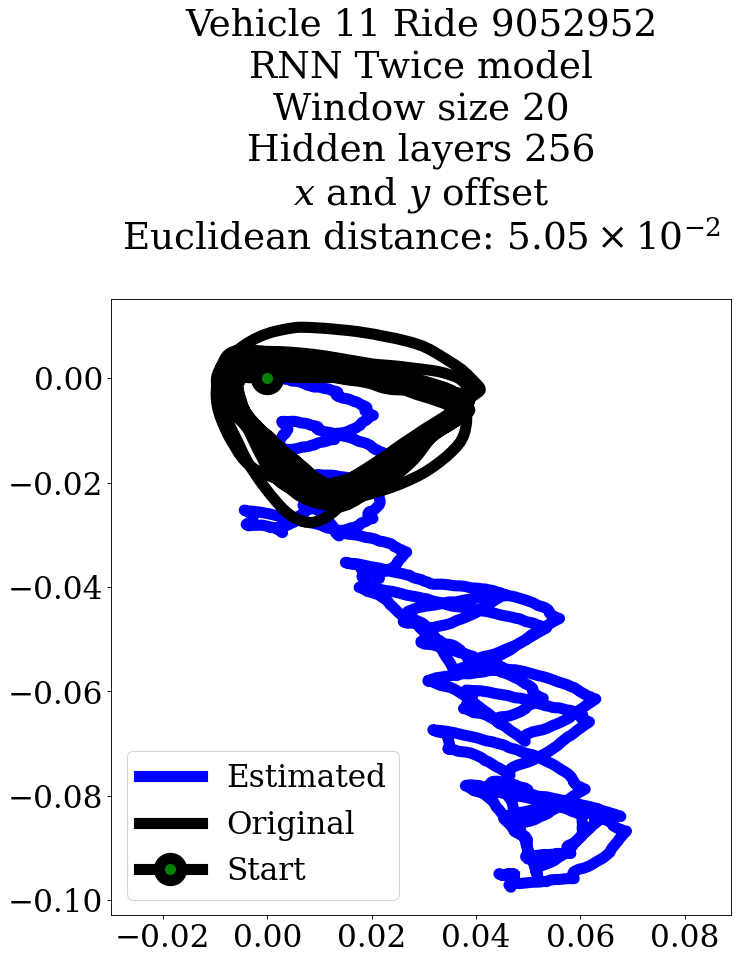 Vehicle 11 Ride 9052952
RNN Twice model
Window size 20
Hidden layers 256
x and y offset
Euclidean distance: 5.05 × 10⁻²
0.00
−0.02
−0.04
−0.06
−0.08
−0.10
Estimated
Original
Start
−0.02 0.00 0.02 0.04 0.06 0.08